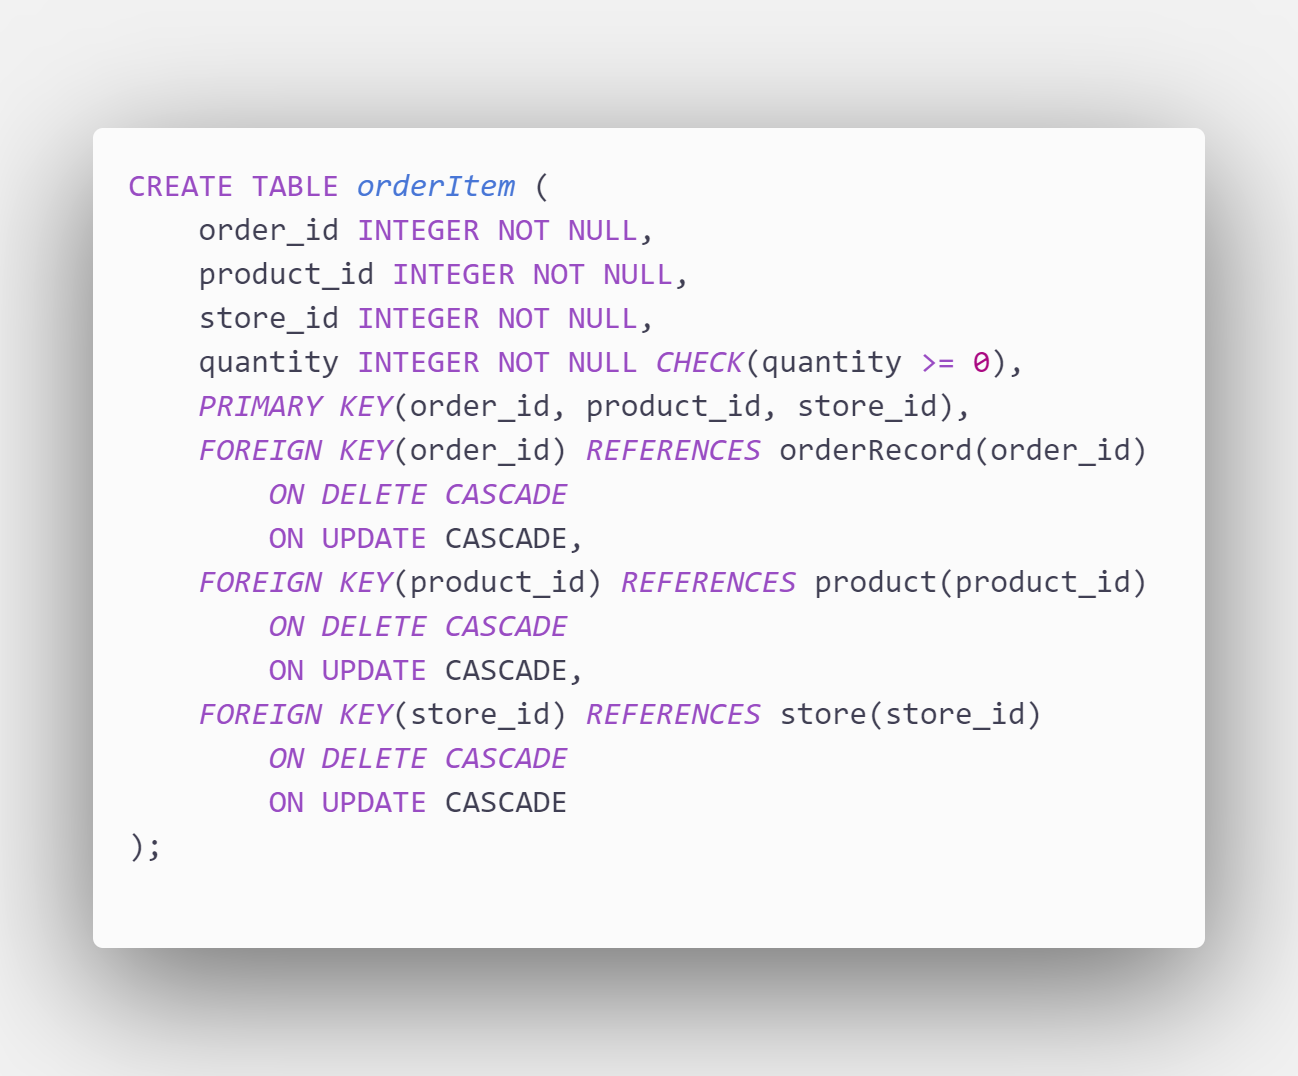 CREATE TABLE orderItem (
    order_id INTEGER NOT NULL,
    product_id INTEGER NOT NULL,
    store_id INTEGER NOT NULL,
    quantity INTEGER NOT NULL CHECK(quantity >= 0),
    PRIMARY KEY(order_id, product_id, store_id),
    FOREIGN KEY(order_id) REFERENCES orderRecord(order_id)
        ON DELETE CASCADE
        ON UPDATE CASCADE,
    FOREIGN KEY(product_id) REFERENCES product(product_id)
        ON DELETE CASCADE
        ON UPDATE CASCADE,
    FOREIGN KEY(store_id) REFERENCES store(store_id)
        ON DELETE CASCADE
        ON UPDATE CASCADE
);